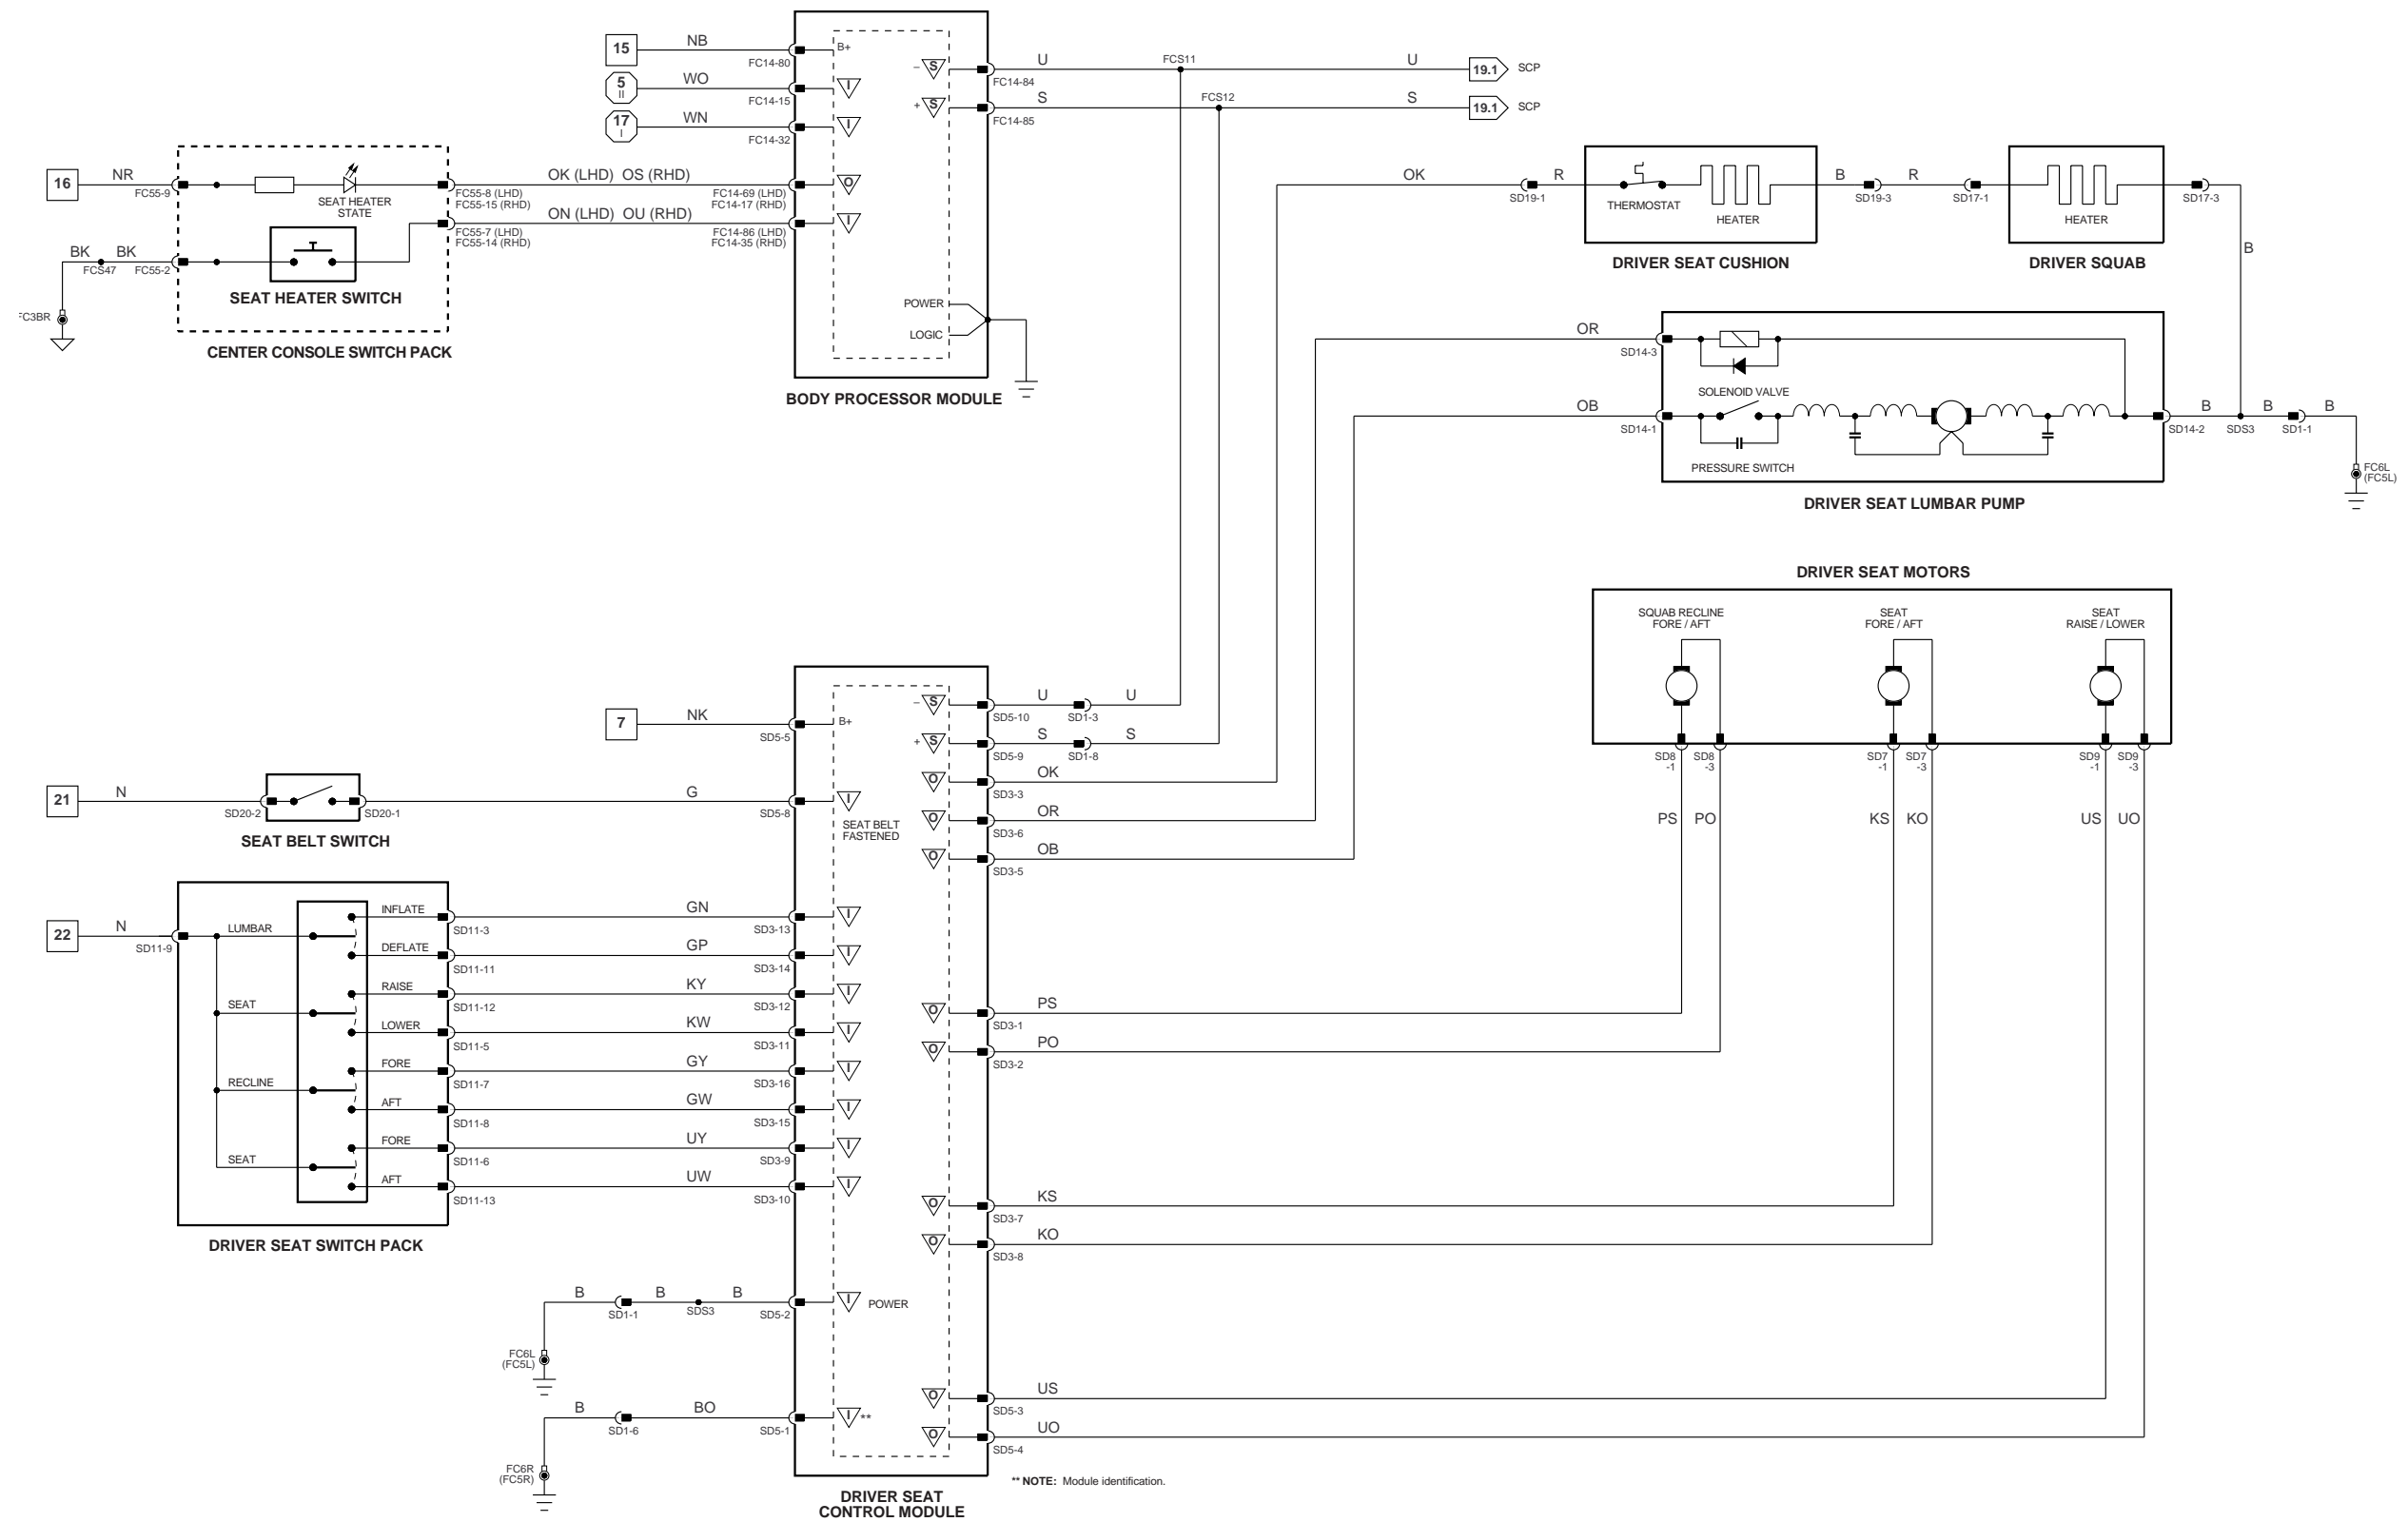 15
NB
FC14-80
B+
5
II
WO
FC14-15
I
17
I
WN
FC14-32
I
– S
U
FC14-84
FCS11
U
19.1
SCP
+ S
S
FC14-85
FCS12
S
19.1
SCP
16
NR
FC55-9
SEAT HEATER
STATE
FC55-8 (LHD)
FC55-15 (RHD)
OK (LHD) OS (RHD)
FC14-69 (LHD)
FC14-17 (RHD)
O
BK
FCS47
BK
FC55-2
FC55-7 (LHD)
FC55-14 (RHD)
ON (LHD) OU (RHD)
FC14-86 (LHD)
FC14-35 (RHD)
I
SEAT HEATER SWITCH
FC3BR
CENTER CONSOLE SWITCH PACK
POWER
LOGIC
BODY PROCESSOR MODULE
OK
SD19-1
R
THERMOSTAT
HEATER
B
SD19-3
R
SD17-1
HEATER
SD17-3
B
DRIVER SEAT CUSHION
DRIVER SQUAB
OR
SD14-3
SOLENOID VALVE
OB
SD14-1
PRESSURE SWITCH
SD14-2
B
SDS3
B
SD1-1
B
FC6L
(FC5L)
DRIVER SEAT LUMBAR PUMP
DRIVER SEAT MOTORS
SQUAB RECLINE
FORE / AFT
SEAT
FORE / AFT
SEAT
RAISE / LOWER
SD8
-1
SD8
-3
SD7
-1
SD7
-3
SD9
-1
SD9
-3
PS
PO
KS
KO
US
UO
7
NK
SD5-5
B+
– S
SD5-10
U
SD1-3
U
+ S
SD5-9
S
SD1-8
S
O
SD3-3
OK
O
SD3-6
OR
O
SD3-5
OB
21
N
SD20-2
SD20-1
G
SD5-8
I
SEAT BELT
FASTENED
SEAT BELT SWITCH
22
N
SD11-9
LUMBAR
INFLATE
SD11-3
GN
SD3-13
I
DEFLATE
SD11-11
GP
SD3-14
I
SEAT
RAISE
SD11-12
KY
SD3-12
I
LOWER
SD11-5
KW
SD3-11
I
RECLINE
FORE
SD11-7
GY
SD3-16
I
AFT
SD11-8
GW
SD3-15
I
SEAT
FORE
SD11-6
UY
SD3-9
I
AFT
SD11-13
UW
SD3-10
I
DRIVER SEAT SWITCH PACK
O
SD3-1
PS
O
SD3-2
PO
O
SD3-7
KS
O
SD3-8
KO
B
SD1-1
B
SDS3
B
SD5-2
I
POWER
FC6L
(FC5L)
B
SD1-6
BO
SD5-1
I **
FC6R
(FC5R)
O
SD5-3
US
O
SD5-4
UO
** NOTE: Module identification.
DRIVER SEAT
CONTROL MODULE